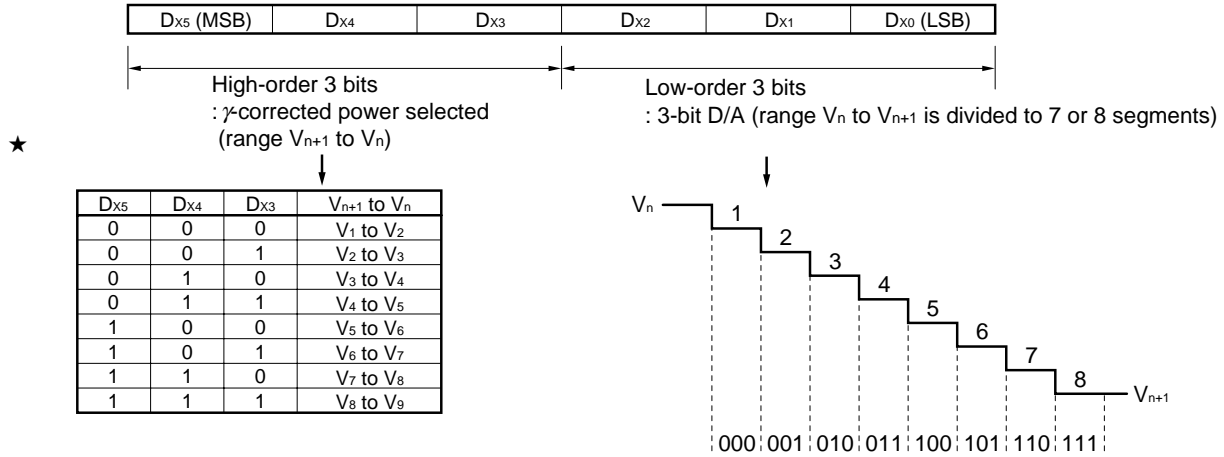 Dx5 (MSB) Dx4 Dx3 Dx2 Dx1 Dx0 (LSB)
High-order 3 bits
: γ-corrected power selected
(range Vn+1 to Vn)
Low-order 3 bits
: 3-bit D/A (range Vn to Vn+1 is divided to 7 or 8 segments)
★
Dx5 Dx4 Dx3 Vn+1 to Vn
0 0 0 V1 to V2
0 0 1 V2 to V3
0 1 0 V3 to V4
0 1 1 V4 to V5
1 0 0 V5 to V6
1 0 1 V6 to V7
1 1 0 V7 to V8
1 1 1 V8 to V9
Vn
1
2
3
4
5
6
7
8
Vn+1
000 001 010 011 100 101 110 111